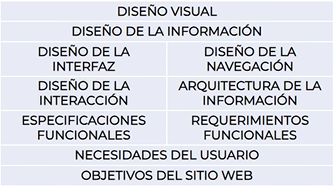 DISEÑO VISUAL
DISEÑO DE LA INFORMACIÓN
DISEÑO DE LA
INTERFAZ
DISEÑO DE LA
NAVEGACIÓN
DISEÑO DE LA
INTERACCIÓN
ARQUITECTURA DE LA
INFORMACIÓN
ESPECIFICACIONES
FUNCIONALES
REQUERIMIENTOS
FUNCIONALES
NECESIDADES DEL USUARIO
OBJETIVOS DEL SITIO WEB